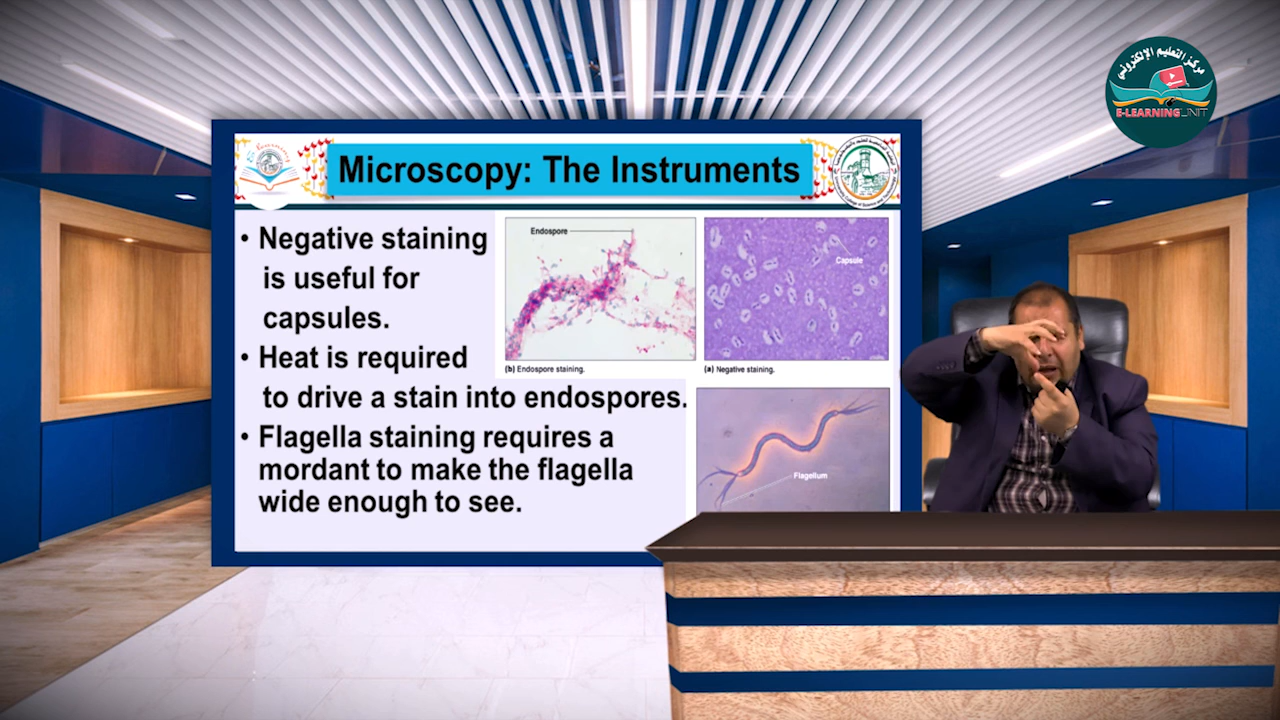 مركز التعليم الإلكتروني
E-LEARNING UNIT
Microscopy: The Instruments
• Negative staining
is useful for
capsules.
• Heat is required
to drive a stain into endospores.
• Flagella staining requires a
mordant to make the flagella
wide enough to see.
Endospore
(b) Endospore staining.
Capsule
(a) Negative staining.
Flagellum